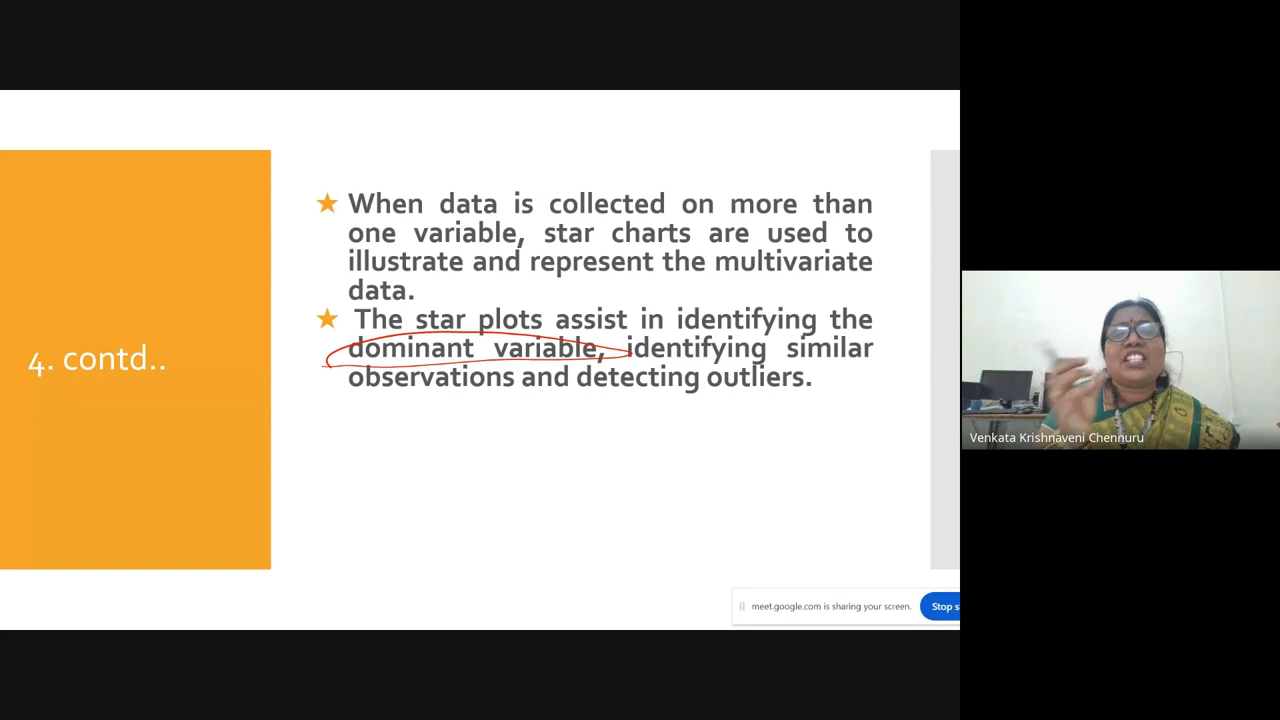 4. contd..
★ When data is collected on more than
one variable, star charts are used to
illustrate and represent the multivariate
data.
★ The star plots assist in identifying the
dominant variable, identifying similar
observations and detecting outliers.
Venkata Krishnaveni Chennuru
meet.google.com is sharing your screen.
Stop s